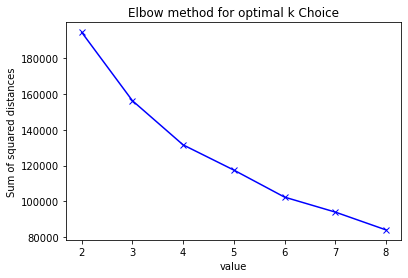 Elbow method for optimal k Choice
Sum of squared distances
180000
160000
140000
120000
100000
80000
2 3 4 5 6 7 8
value